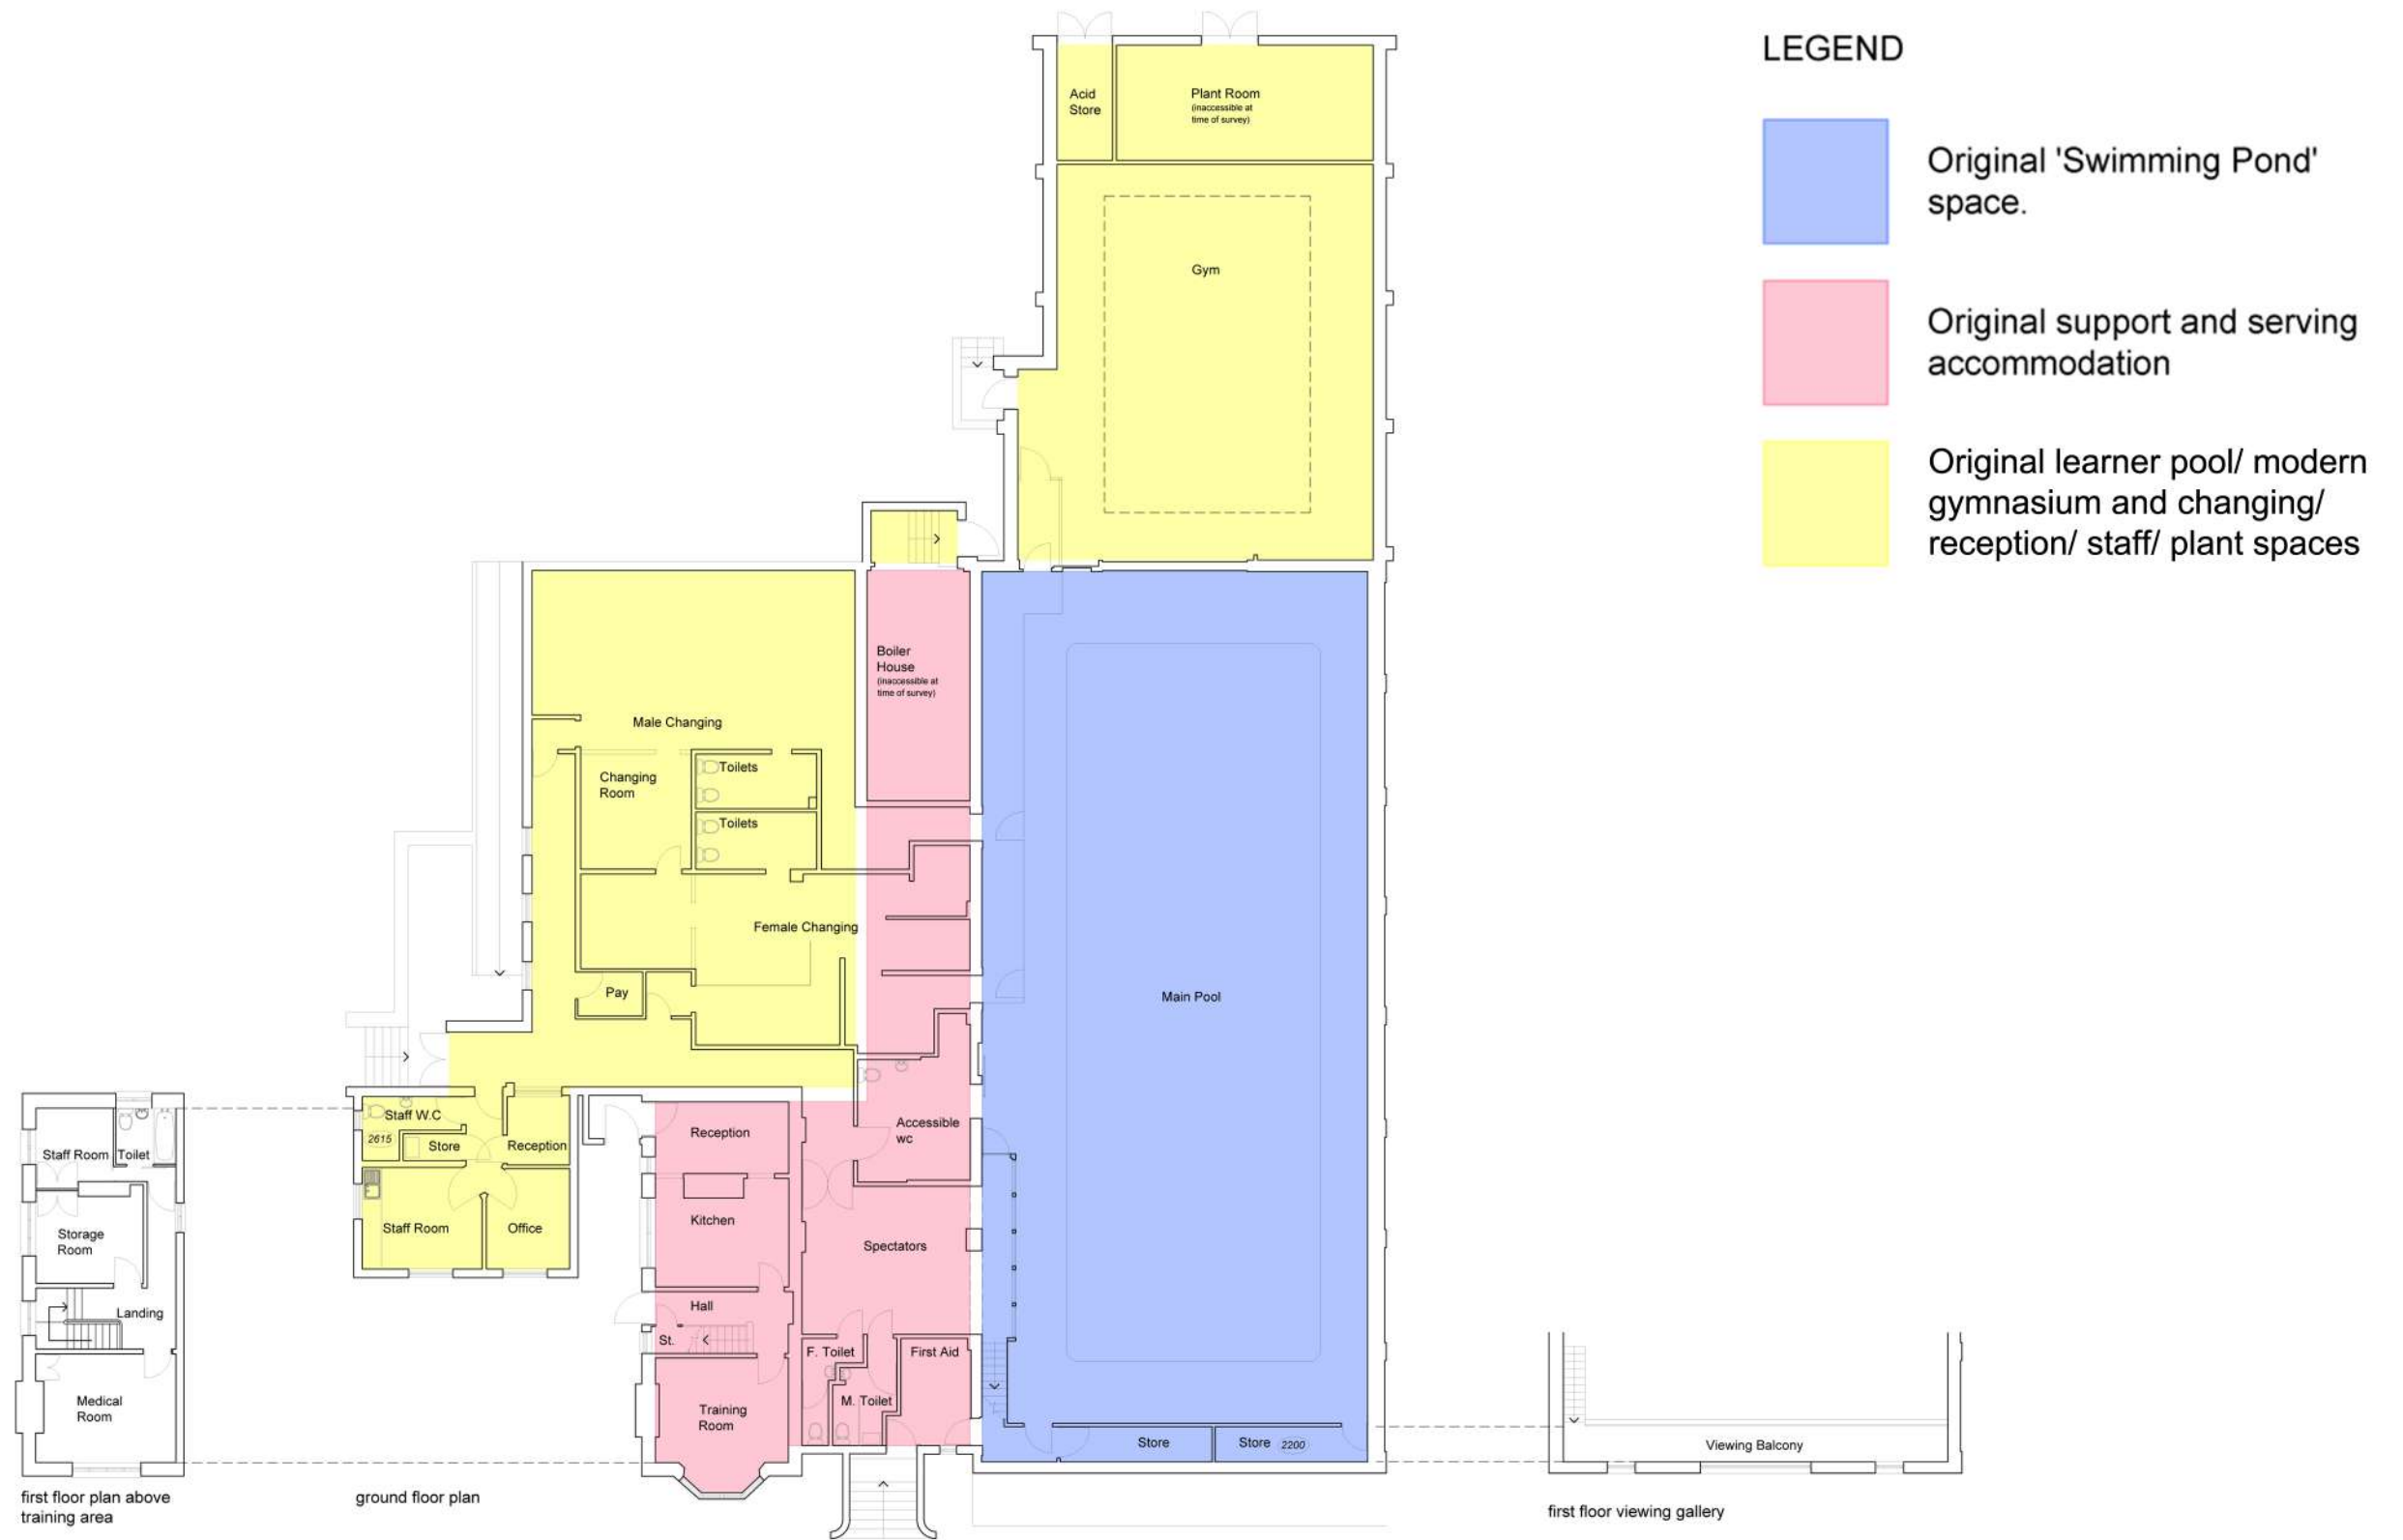 LEGEND
Original 'Swimming Pond'
space.
Original support and serving
accommodation
Original learner pool/ modern
gymnasium and changing/
reception/ staff/ plant spaces
Acid
Store
Plant Room
(inaccessible at
time of survey)
Gym
Boiler
House
(inaccessible at
time of survey)
Male Changing
Changing
Room
Toilets
Toilets
Female Changing
Pay
Main Pool
Staff W.C
2615
Store
Reception
Staff Room
Office
Reception
Accessible
wc
Kitchen
Spectators
Hall
St.
F. Toilet
First Aid
M. Toilet
Training
Room
Store
Store 2200
Staff Room
Toilet
Storage
Room
Landing
Medical
Room
Viewing Balcony
first floor plan above
training area
ground floor plan
first floor viewing gallery